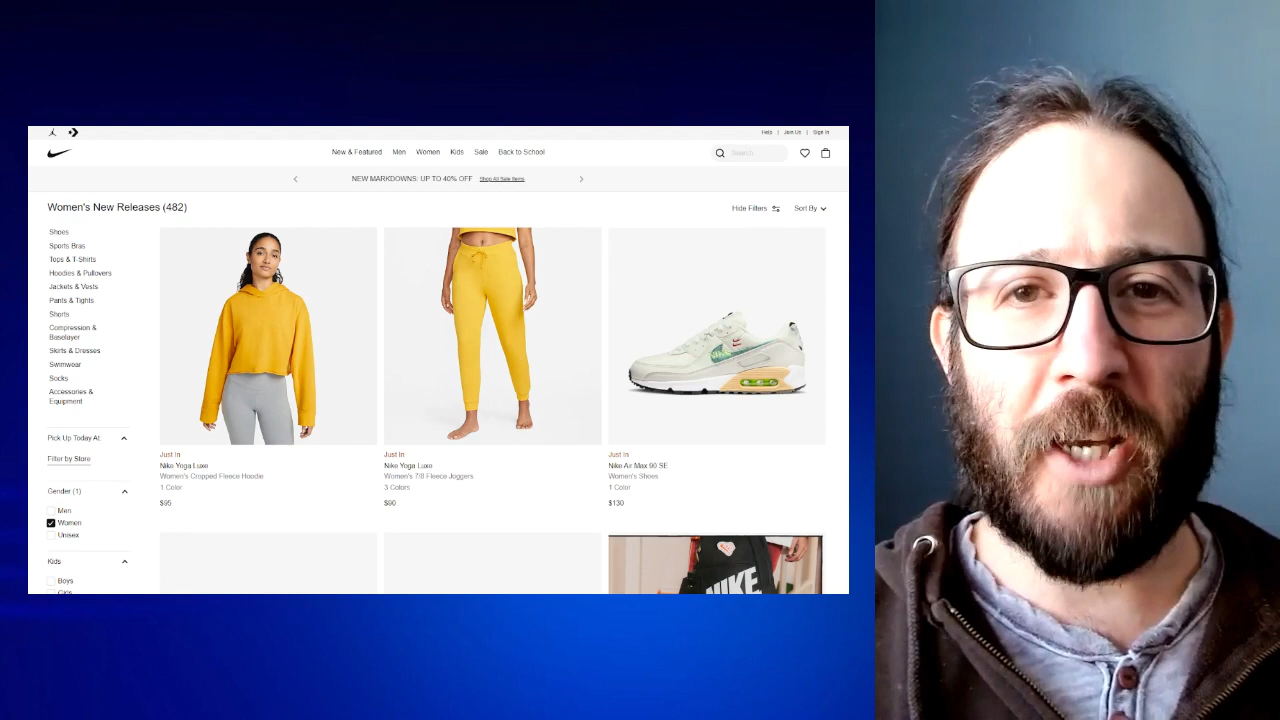 Help | Join Us | Sign In
New & Featured Men Women Kids Sale Back to School
Search
NEW MARKDOWNS: UP TO 40% OFF Shop All Sale Items
Women's New Releases (482)
Hide Filters
Sort By
Shoes
Sports Bras
Tops & T-Shirts
Hoodies & Pullovers
Jackets & Vests
Pants & Tights
Shorts
Compression &
Baselayer
Skirts & Dresses
Swimwear
Socks
Accessories &
Equipment
Pick Up Today At:
Filter by Store
Gender (1)
Men
Women
Unisex
Kids
Boys
Girls
Just In
Nike Yoga Luxe
Women's Cropped Fleece Hoodie
1 Color
$95
Just In
Nike Yoga Luxe
Women's 7/8 Fleece Joggers
3 Colors
$90
Just In
Nike Air Max 90 SE
Women's Shoes
1 Color
$130
NIKE